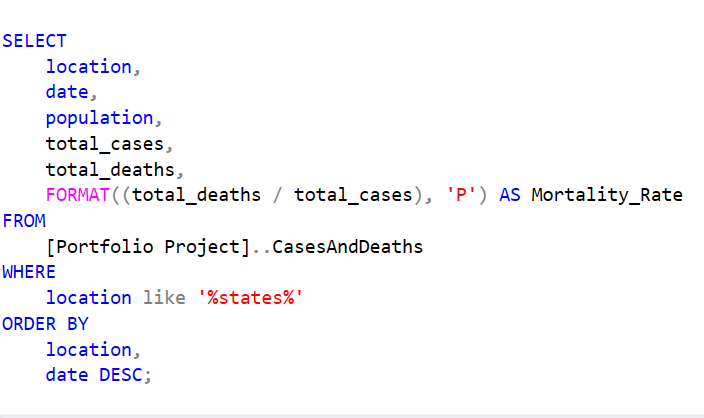 SELECT
    location,
    date,
    population,
    total_cases,
    total_deaths,
    FORMAT((total_deaths / total_cases), 'P') AS Mortality_Rate
FROM
    [Portfolio Project]..CasesAndDeaths
WHERE
    location like '%states%'
ORDER BY
    location,
    date DESC;